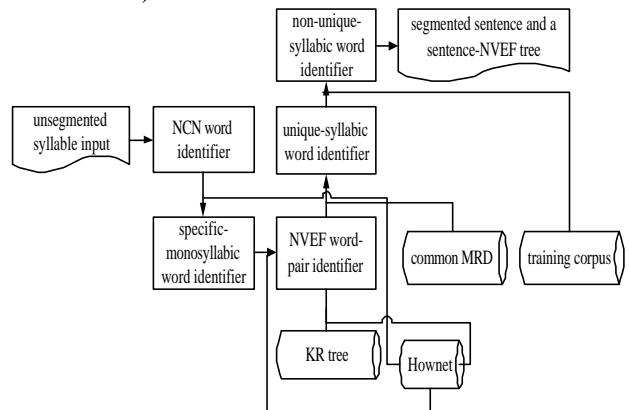 non-unique-
syllabic word
identifier
segmented sentence and a
sentence-NVEF tree
unsegmented
syllable input
NCN word
identifier
unique-syllabic
word identifier
specific-
monosyllabic
word identifier
NVEF word-
pair identifier
common MRD
training corpus
KR tree
Hownet